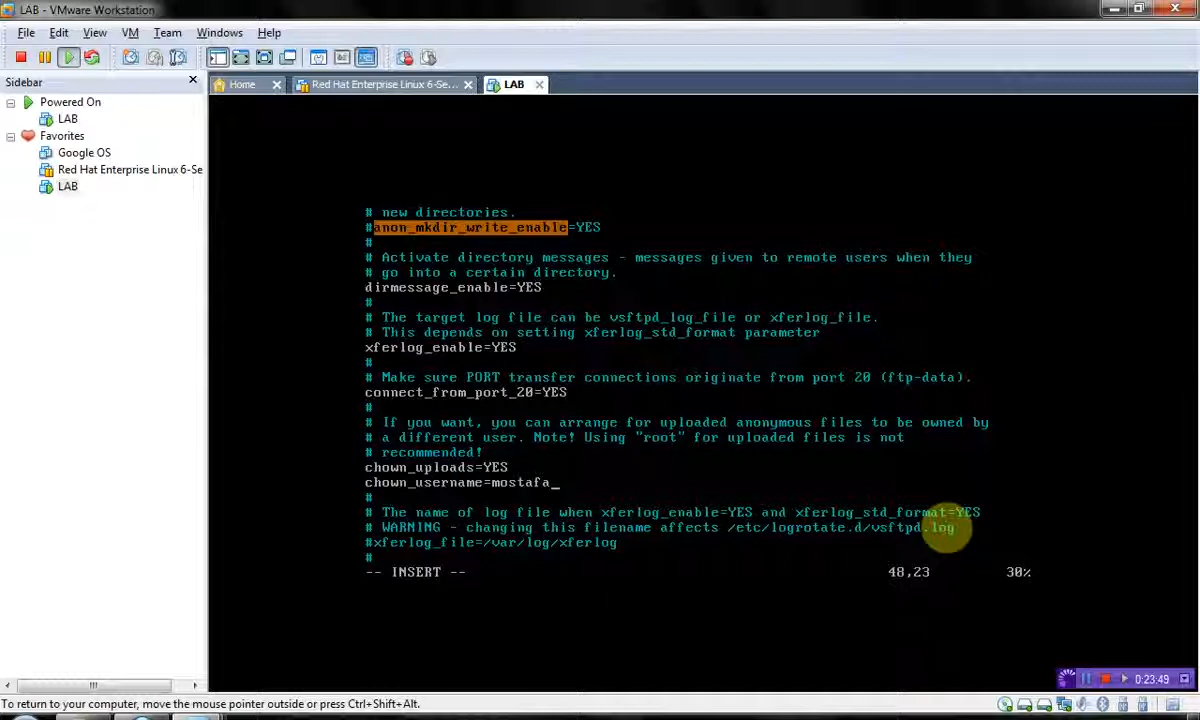 LAB - VMware Workstation
File Edit View VM Team Windows Help
Sidebar
Home
Red Hat Enterprise Linux 6-Se...
LAB
Powered On
LAB
Favorites
Google OS
Red Hat Enterprise Linux 6-Se
LAB
# new directories.
#anon_mkdir_write_enable=YES
#
# Activate directory messages - messages given to remote users when they
# go into a certain directory.
dirmessage_enable=YES
#
# The target log file can be vsftpd_log_file or xferlog_file.
# This depends on setting xferlog_std_format parameter
xferlog_enable=YES
#
# Make sure PORT transfer connections originate from port 20 (ftp-data).
connect_from_port_20=YES
#
# If you want, you can arrange for uploaded anonymous files to be owned by
# a different user. Note! Using "root" for uploaded files is not
# recommended!
chown_uploads=YES
chown_username=mostafa_
#
# The name of log file when xferlog_enable=YES and xferlog_std_format=YES
# WARNING - changing this filename affects /etc/logrotate.d/vsftpd.log
#xferlog_file=/var/log/xferlog
#
-- INSERT -- 48,23 30%
0:23:49
To return to your computer, move the mouse pointer outside or press Ctrl+Shift+Alt.